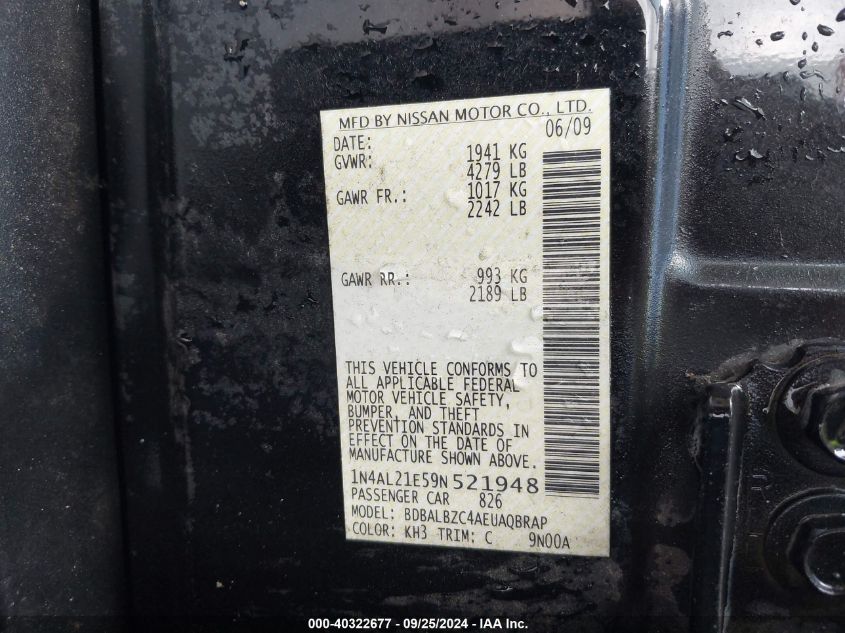 MFD BY NISSAN MOTOR CO., LTD.
DATE: 06/09
GVWR: 1941 KG
4279 LB
GAWR FR.: 1017 KG
2242 LB
GAWR RR.: 993 KG
2189 LB
THIS VEHICLE CONFORMS TO
ALL APPLICABLE FEDERAL
MOTOR VEHICLE SAFETY,
BUMPER, AND THEFT
PREVENTION STANDARDS IN
EFFECT ON THE DATE OF
MANUFACTURE SHOWN ABOVE.
1N4AL21E59N521948
PASSENGER CAR 826
MODEL: BDBALBZC4AEUAQBRAP
COLOR: KH3 TRIM: C 9N00A
000-40322677 - 09/25/2024 - IAA Inc.